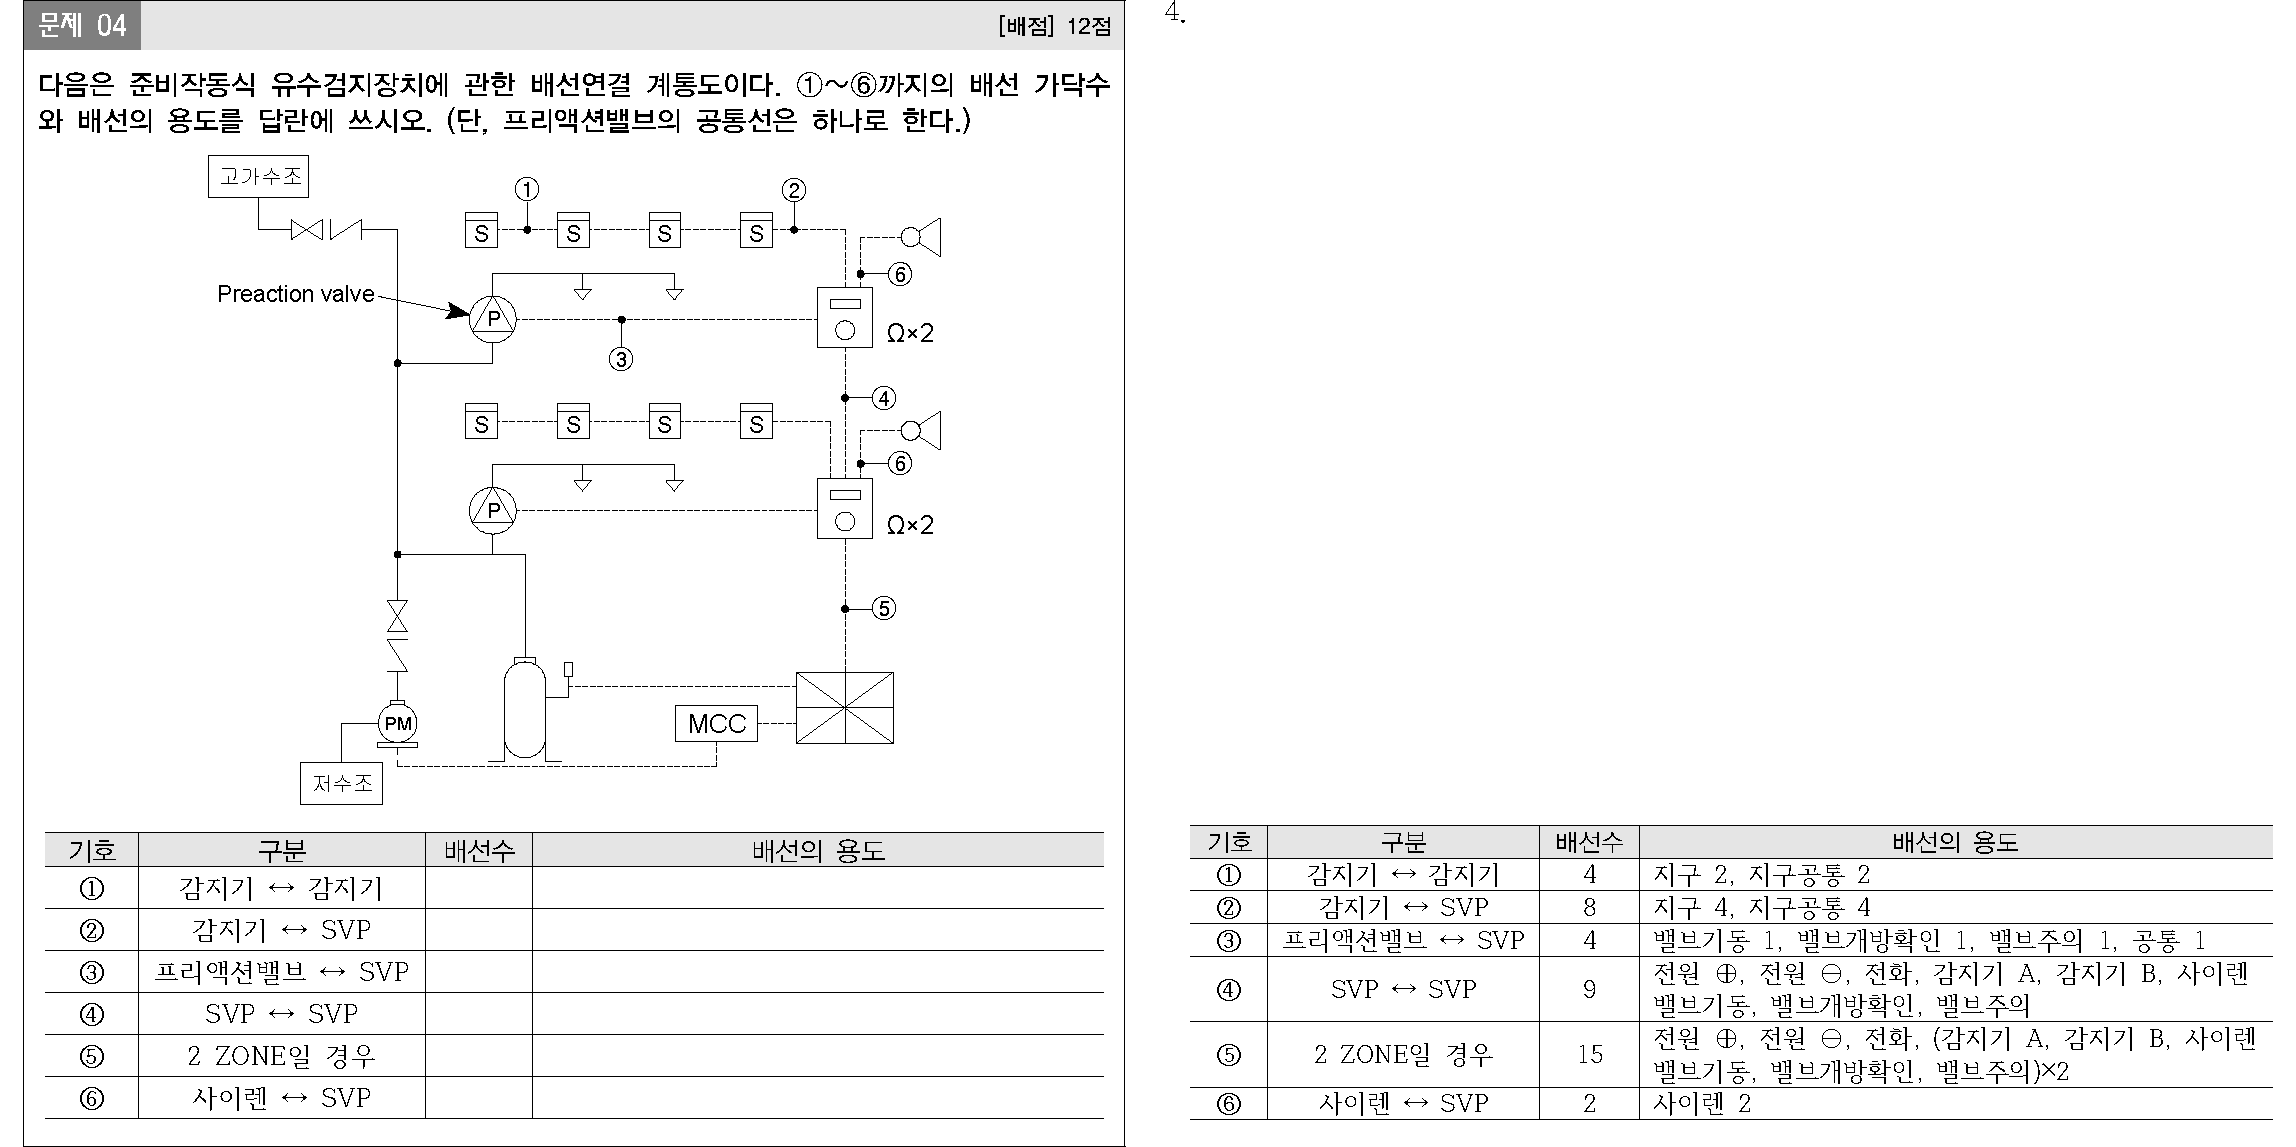 문제 04
[배점] 12점
다음은 준비작동식 유수검지장치에 관한 배선연결 계통도이다. ①～⑥까지의 배선 가닥수
와 배선의 용도를 답란에 쓰시오. (단, 프리액션밸브의 공통선은 하나로 한다.)
고가수조
①
②
S S S S
⑥
Preaction valve
P
Ω×2
③
④
S S S S
⑥
P
Ω×2
⑤
PM
MCC
저수조
기호 구분 배선수 배선의 용도
① 감지기 ↔ 감지기
② 감지기 ↔ SVP
③ 프리액션밸브 ↔ SVP
④ SVP ↔ SVP
⑤ 2 ZONE일 경우
⑥ 사이렌 ↔ SVP
4.
기호 구분 배선수 배선의 용도
① 감지기 ↔ 감지기 4 지구 2, 지구공통 2
② 감지기 ↔ SVP 8 지구 4, 지구공통 4
③ 프리액션밸브 ↔ SVP 4 밸브기동 1, 밸브개방확인 1, 밸브주의 1, 공통 1
④ SVP ↔ SVP 9 전원 ⊕, 전원 ⊖, 전화, 감지기 A, 감지기 B, 사이렌
밸브기동, 밸브개방확인, 밸브주의
⑤ 2 ZONE일 경우 15 전원 ⊕, 전원 ⊖, 전화, (감지기 A, 감지기 B, 사이렌
밸브기동, 밸브개방확인, 밸브주의)×2
⑥ 사이렌 ↔ SVP 2 사이렌 2